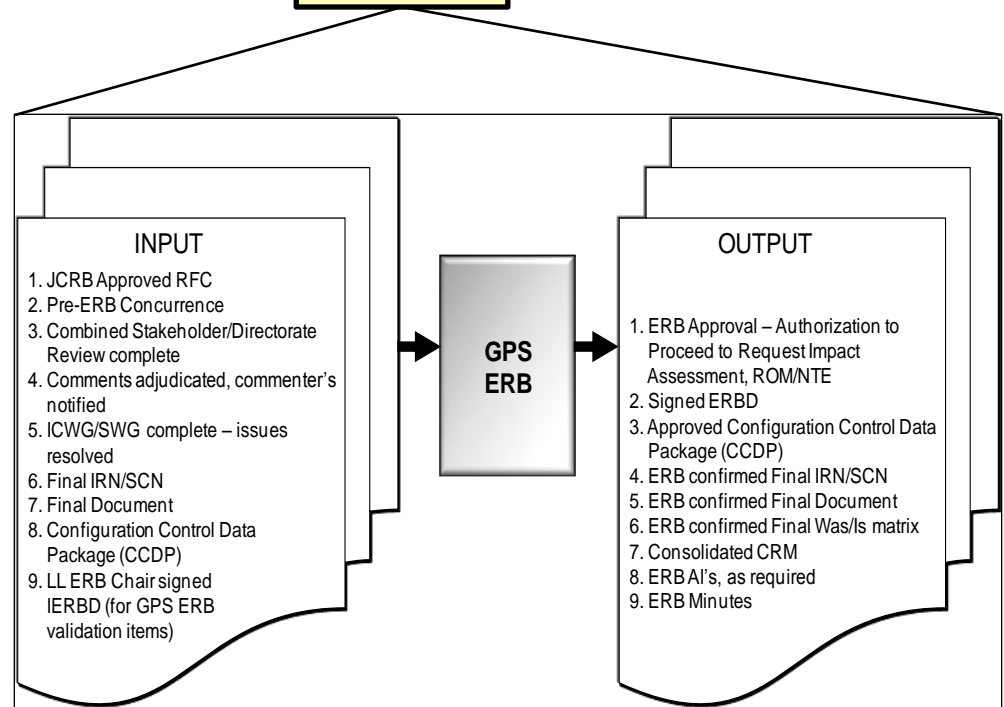 INPUT
1. JCRB Approved RFC
2. Pre-ERB Concurrence
3. Combined Stakeholder/Directorate
Review complete
4. Comments adjudicated, commenter's
notified
5. ICWG/SWG complete – issues
resolved
6. Final IRN/SCN
7. Final Document
8. Configuration Control Data
Package (CCDP)
9. LL ERB Chair signed
IERBD (for GPS ERB
validation items)
GPS
ERB
OUTPUT
1. ERB Approval – Authorization to
Proceed to Request Impact
Assessment, ROM/NTE
2. Signed ERBD
3. Approved Configuration Control Data
Package (CCDP)
4. ERB confirmed Final IRN/SCN
5. ERB confirmed Final Document
6. ERB confirmed Final Was/Is matrix
7. Consolidated CRM
8. ERB AI's, as required
9. ERB Minutes